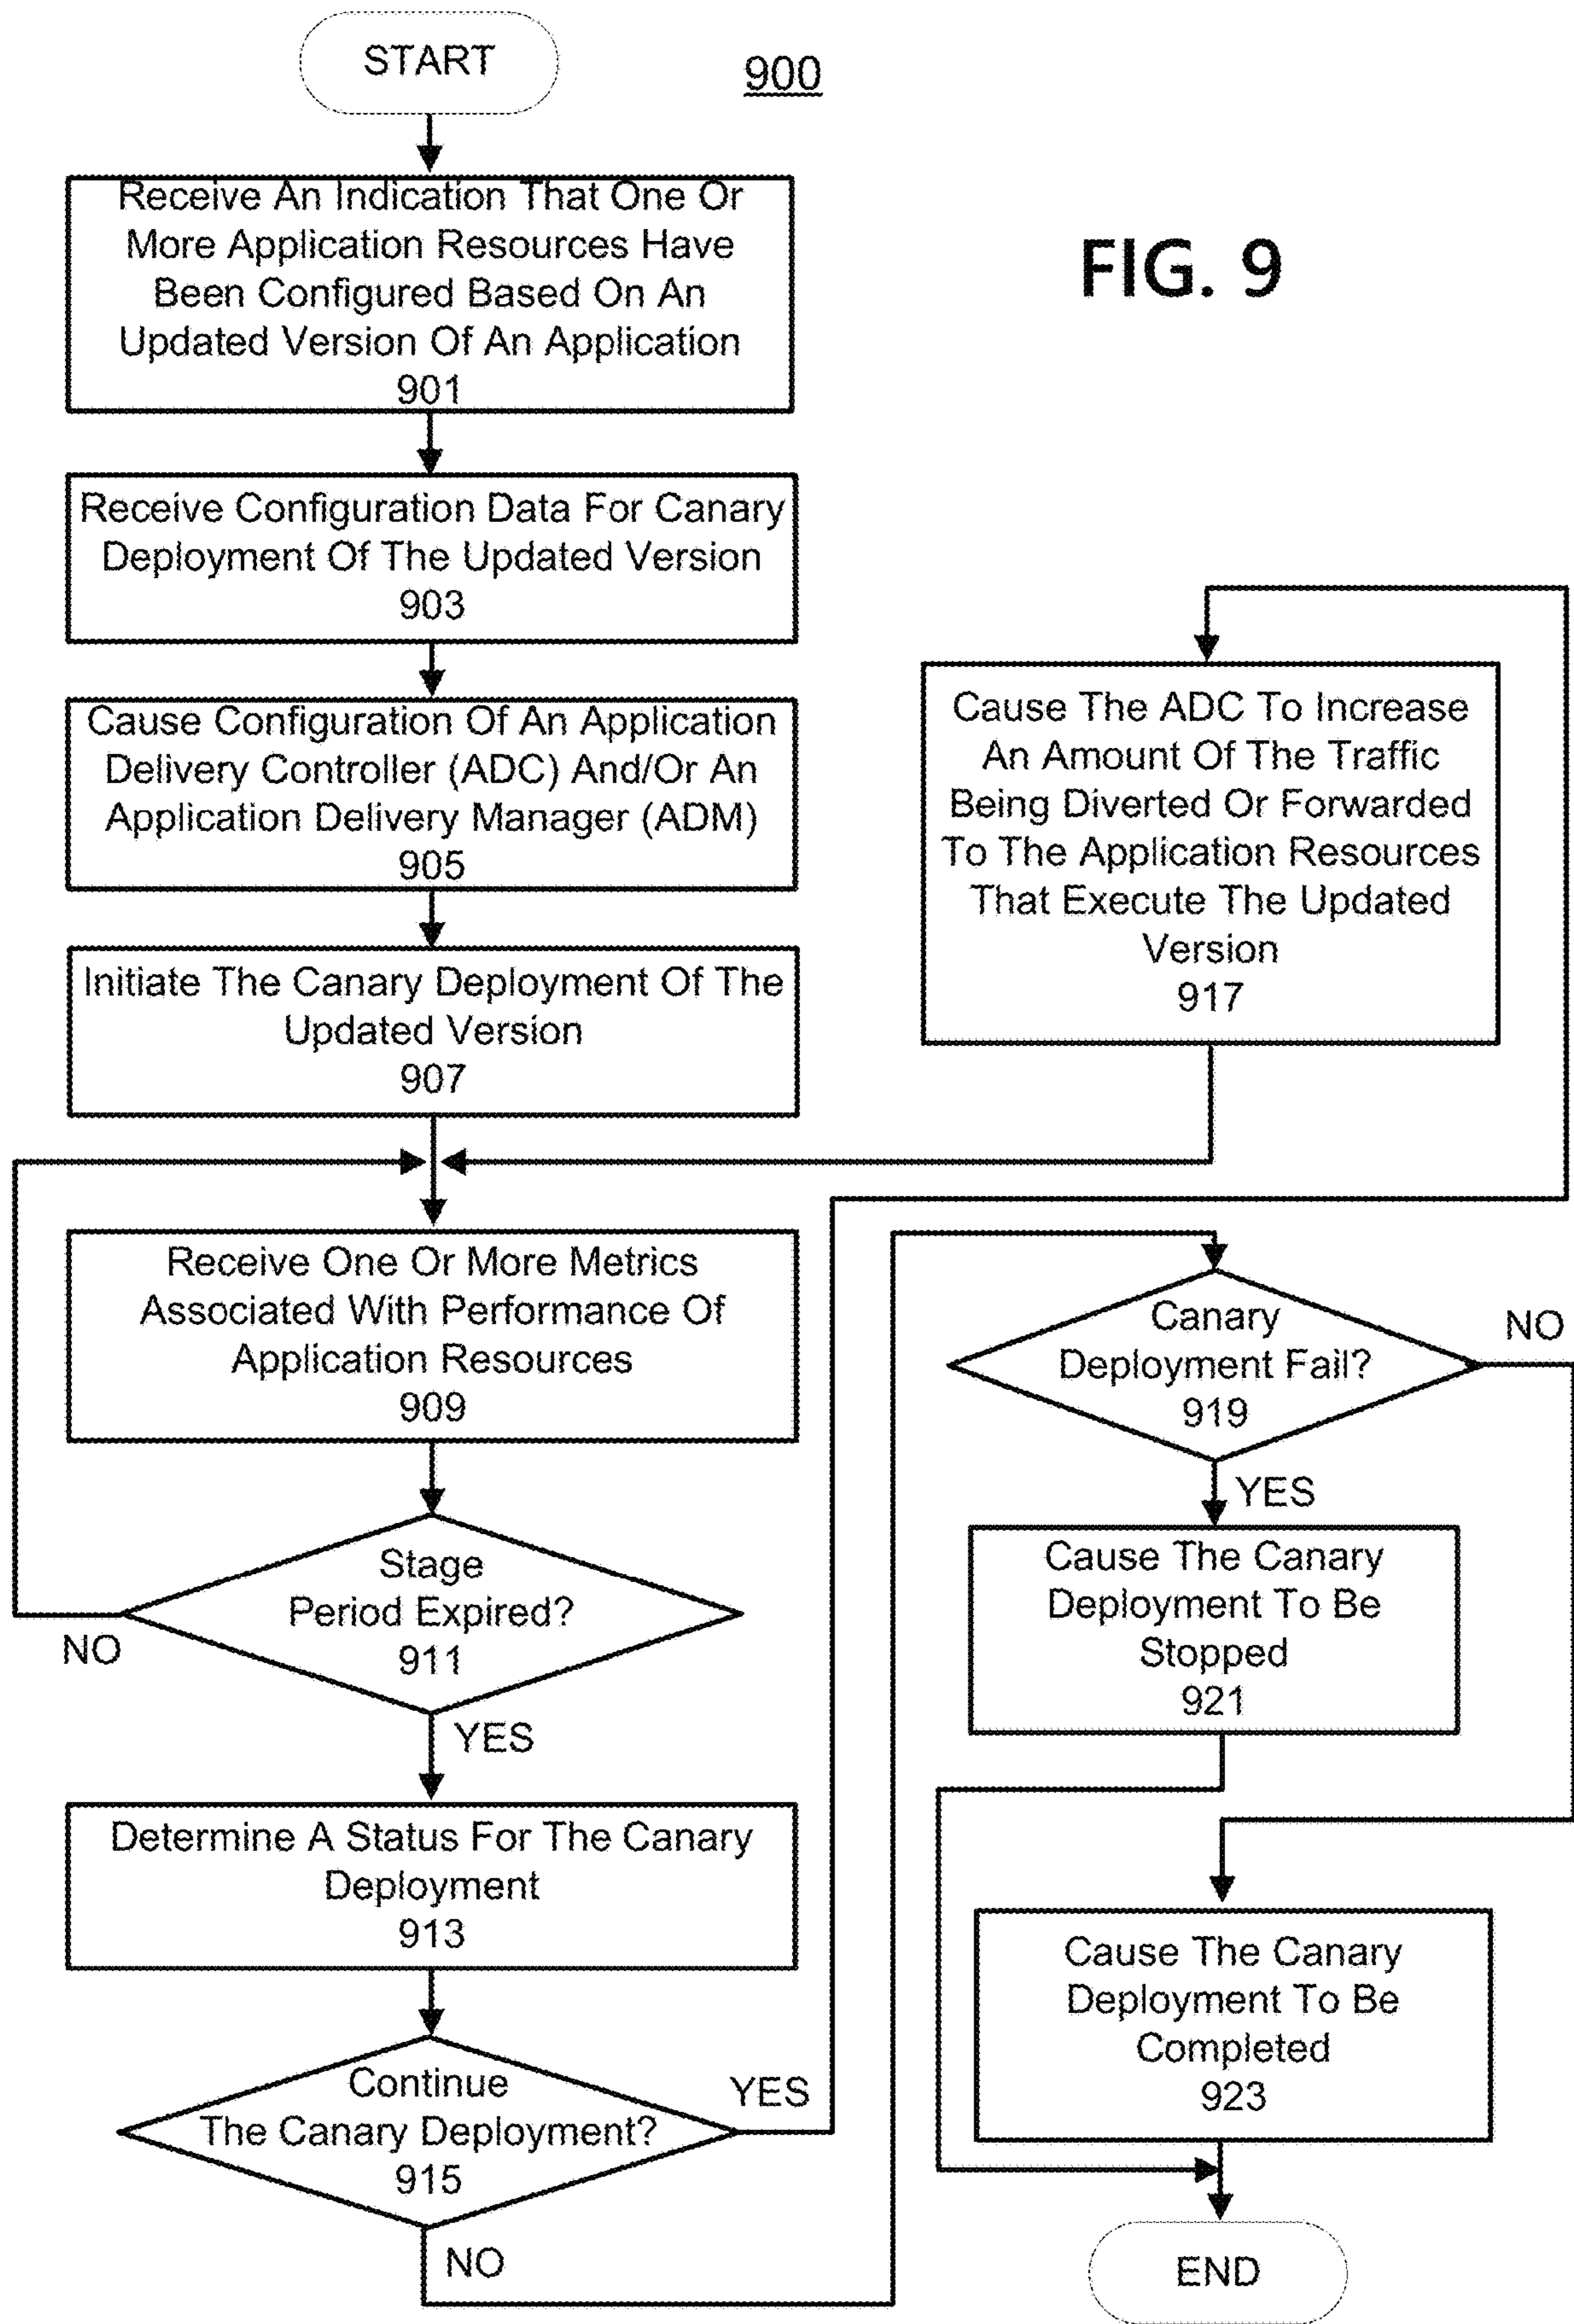 START
900
FIG. 9
Receive An Indication That One Or
More Application Resources Have
Been Configured Based On An
Updated Version Of An Application
901
Receive Configuration Data For Canary
Deployment Of The Updated Version
903
Cause Configuration Of An Application
Delivery Controller (ADC) And/Or An
Application Delivery Manager (ADM)
905
Initiate The Canary Deployment Of The
Updated Version
907
Receive One Or More Metrics
Associated With Performance Of
Application Resources
909
Stage
Period Expired?
911
NO
YES
Determine A Status For The Canary
Deployment
913
Continue
The Canary Deployment?
915
YES
NO
Cause The ADC To Increase
An Amount Of The Traffic
Being Diverted Or Forwarded
To The Application Resources
That Execute The Updated
Version
917
Canary
Deployment Fail?
919
NO
YES
Cause The Canary
Deployment To Be
Stopped
921
Cause The Canary
Deployment To Be
Completed
923
END